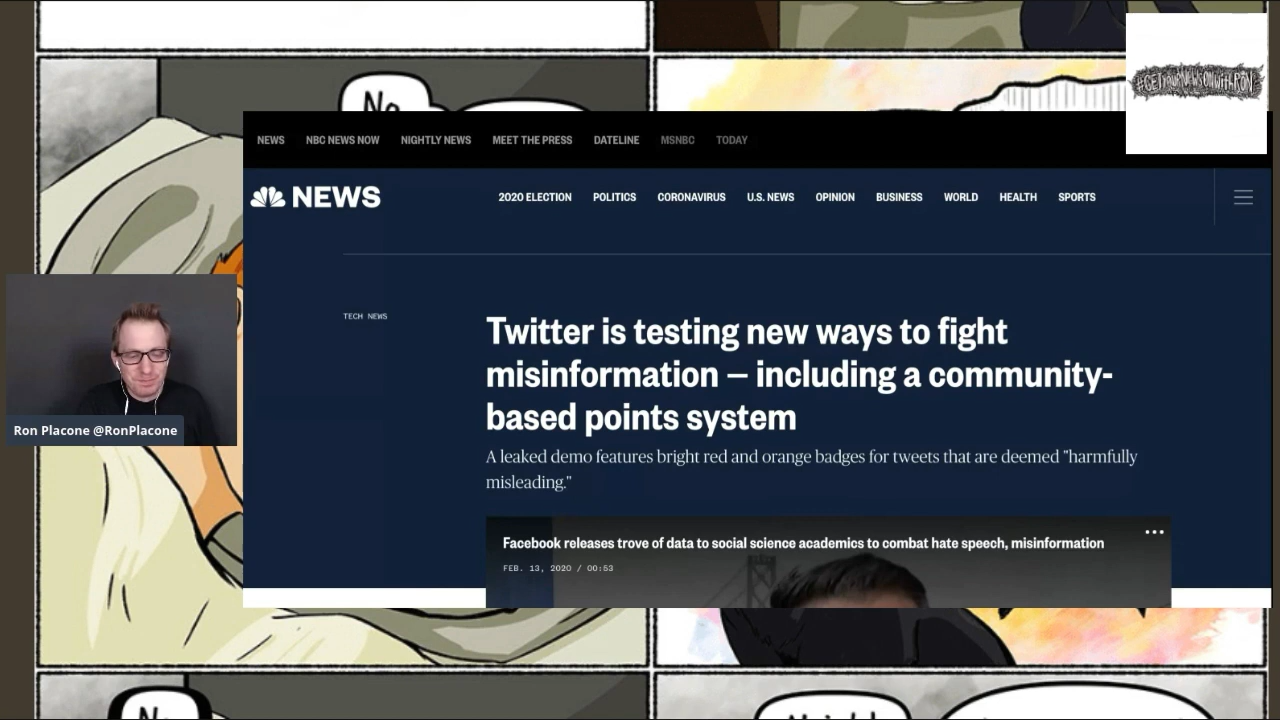 No
#GETYOURNEWSONWITHRON
NEWS NBC NEWS NOW NIGHTLY NEWS MEET THE PRESS DATELINE MSNBC TODAY
NEWS
2020 ELECTION POLITICS CORONAVIRUS U.S. NEWS OPINION BUSINESS WORLD HEALTH SPORTS
TECH NEWS
Twitter is testing new ways to fight
misinformation — including a community-
based points system
A leaked demo features bright red and orange badges for tweets that are deemed "harmfully
misleading."
Ron Placone @RonPlacone
Facebook releases trove of data to social science academics to combat hate speech, misinformation
FEB. 13, 2020 / 00:53